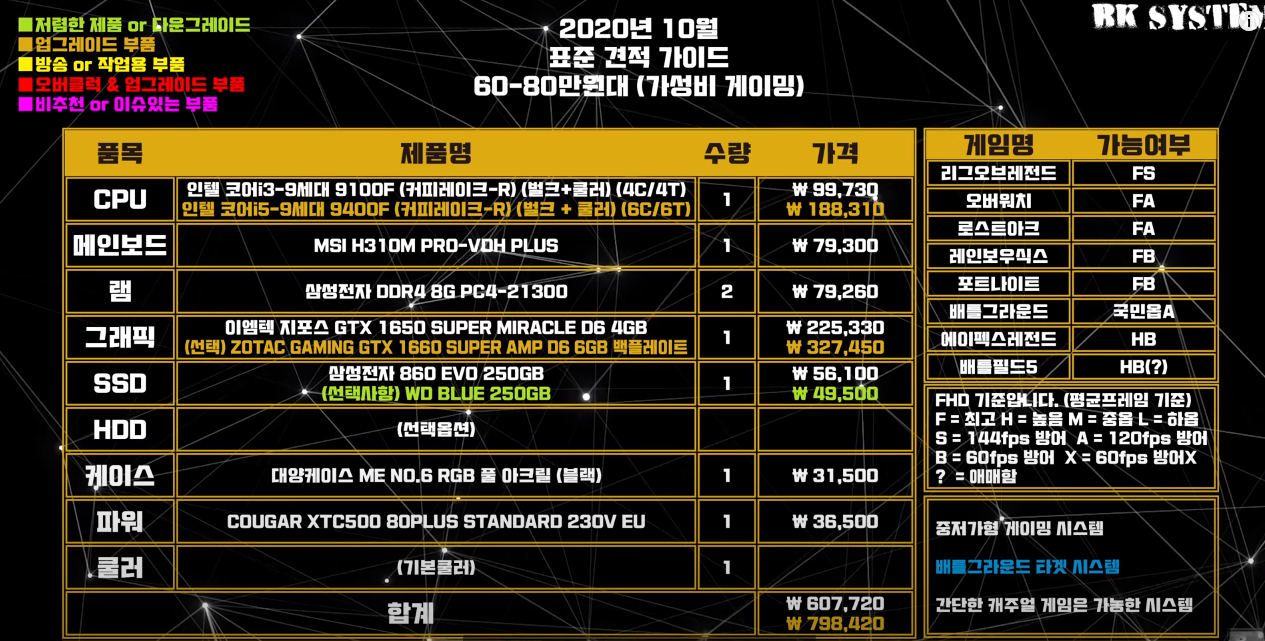 ■저렴한 제품 or 다운그레이드
■업그레이드 부품
■방송 or 작업용 부품
■오버클럭 & 업그레이드 부품
■비추천 or 이슈있는 부품
2020년 10월
표준 견적 가이드
60-80만원대 (가성비 게이밍)
BK SYSTEM
품목 제품명 수량 가격
CPU 인텔 코어i3-9세대 9100F (커피레이크-R) (벌크+쿨러) (4C/4T) 1 ₩ 99,730
인텔 코어i5-9세대 9400F (커피레이크-R) (벌크 + 쿨러) (6C/6T) ₩ 188,310
메인보드 MSI H310M PRO-VDH PLUS 1 ₩ 79,300
램 삼성전자 DDR4 8G PC4-21300 2 ₩ 79,260
그래픽 이엠텍 지포스 GTX 1650 SUPER MIRACLE D6 4GB 1 ₩ 225,330
(선택) ZOTAC GAMING GTX 1660 SUPER AMP D6 6GB 백플레이트 ₩ 327,450
SSD 삼성전자 860 EVO 250GB 1 ₩ 56,100
(선택사항) WD BLUE 250GB ₩ 49,500
HDD (선택옵션)
케이스 대양케이스 ME NO.6 RGB 풀 아크릴 (블랙) 1 ₩ 31,500
파워 COUGAR XTC500 80PLUS STANDARD 230V EU 1 ₩ 36,500
쿨러 (기본쿨러) 1
합계 ₩ 607,720
₩ 798,420
게임명 가능여부
리그오브레전드 FS
오버워치 FA
로스트아크 FA
레인보우식스 FB
포트나이트 FB
배틀그라운드 국민옵A
에이펙스레전드 HB
배틀필드5 HB(?)
FHD 기준입니다. (평균프레임 기준)
F = 최고 H = 높음 M = 중옵 L = 하옵
S = 144fps 방어 A = 120fps 방어
B = 60fps 방어 X = 60fps 방어X
? = 애매함
중저가형 게이밍 시스템
배틀그라운드 타겟 시스템
간단한 캐주얼 게임은 가능한 시스템